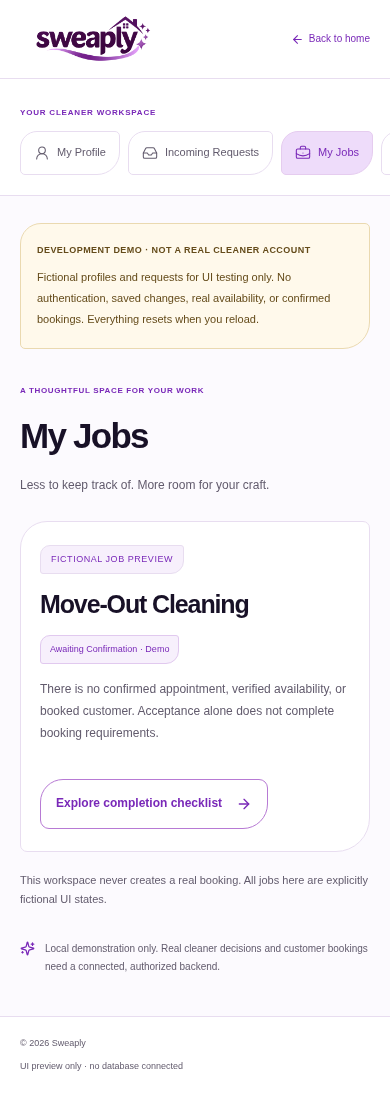 sweaply
Back to home
YOUR CLEANER WORKSPACE
My Profile
Incoming Requests
My Jobs
DEVELOPMENT DEMO · NOT A REAL CLEANER ACCOUNT
Fictional profiles and requests for UI testing only. No
authentication, saved changes, real availability, or confirmed
bookings. Everything resets when you reload.
A THOUGHTFUL SPACE FOR YOUR WORK
My Jobs
Less to keep track of. More room for your craft.
FICTIONAL JOB PREVIEW
Move-Out Cleaning
Awaiting Confirmation · Demo
There is no confirmed appointment, verified availability, or
booked customer. Acceptance alone does not complete
booking requirements.
Explore completion checklist
This workspace never creates a real booking. All jobs here are explicitly
fictional UI states.
Local demonstration only. Real cleaner decisions and customer bookings
need a connected, authorized backend.
© 2026 Sweaply
UI preview only · no database connected